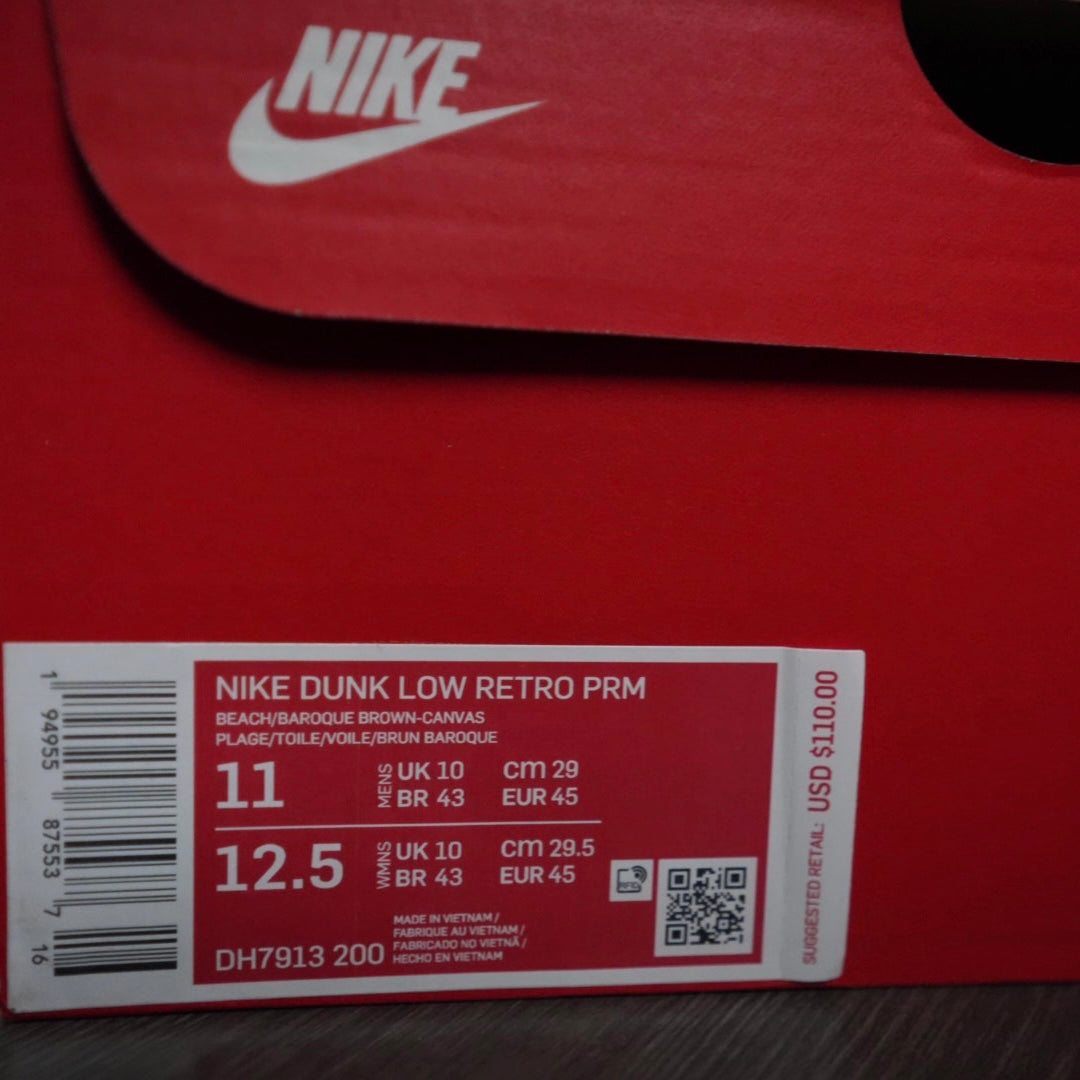 NIKE
NIKE DUNK LOW RETRO PRM
BEACH/BAROQUE BROWN-CANVAS
PLAGE/TOILE/VOILE/BRUN BAROQUE
11
MENS
UK 10 cm 29
BR 43 EUR 45
12.5
WMNS
UK 10 cm 29.5
BR 43 EUR 45
MADE IN VIETNAM /
FABRIQUE AU VIETNAM /
FABRICADO NO VIETNÃ /
HECHO EN VIETNAM
DH7913 200
RFID
1 94955 87553 7
16
SUGGESTED RETAIL: USD $110.00